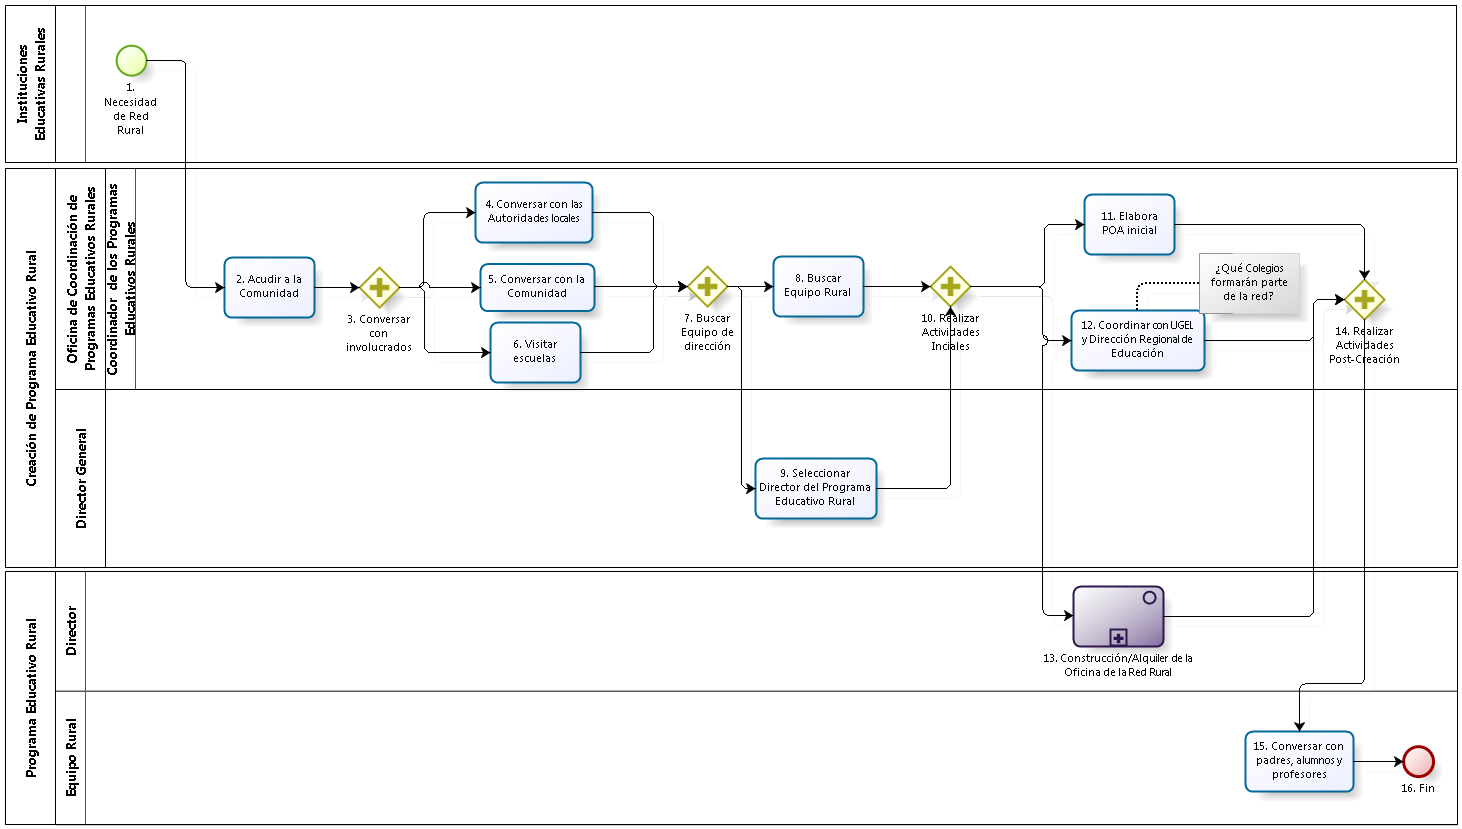 Instituciones
Educativas Rurales
1.
Necesidad
de Red
Rural
Creación de Programa Educativo Rural
Oficina de Coordinación de
Programas Educativos Rurales
Coordinador de los Programas
Educativos Rurales
2. Acudir a la
Comunidad
3. Conversar
con
involucrados
4. Conversar con las
Autoridades locales
5. Conversar con la
Comunidad
6. Visitar
escuelas
7. Buscar
Equipo de
dirección
8. Buscar
Equipo Rural
10. Realizar
Actividades
Inciales
11. Elabora
POA inicial
¿Qué Colegios
formarán parte
de la red?
12. Coordinar con UGEL
y Dirección Regional de
Educación
14. Realizar
Actividades
Post-Creación
Director General
9. Seleccionar
Director del Programa
Educativo Rural
Programa Educativo Rural
Director
13. Construcción/Alquiler de la
Oficina de la Red Rural
Equipo Rural
15. Conversar con
padres, alumnos y
profesores
16. Fin